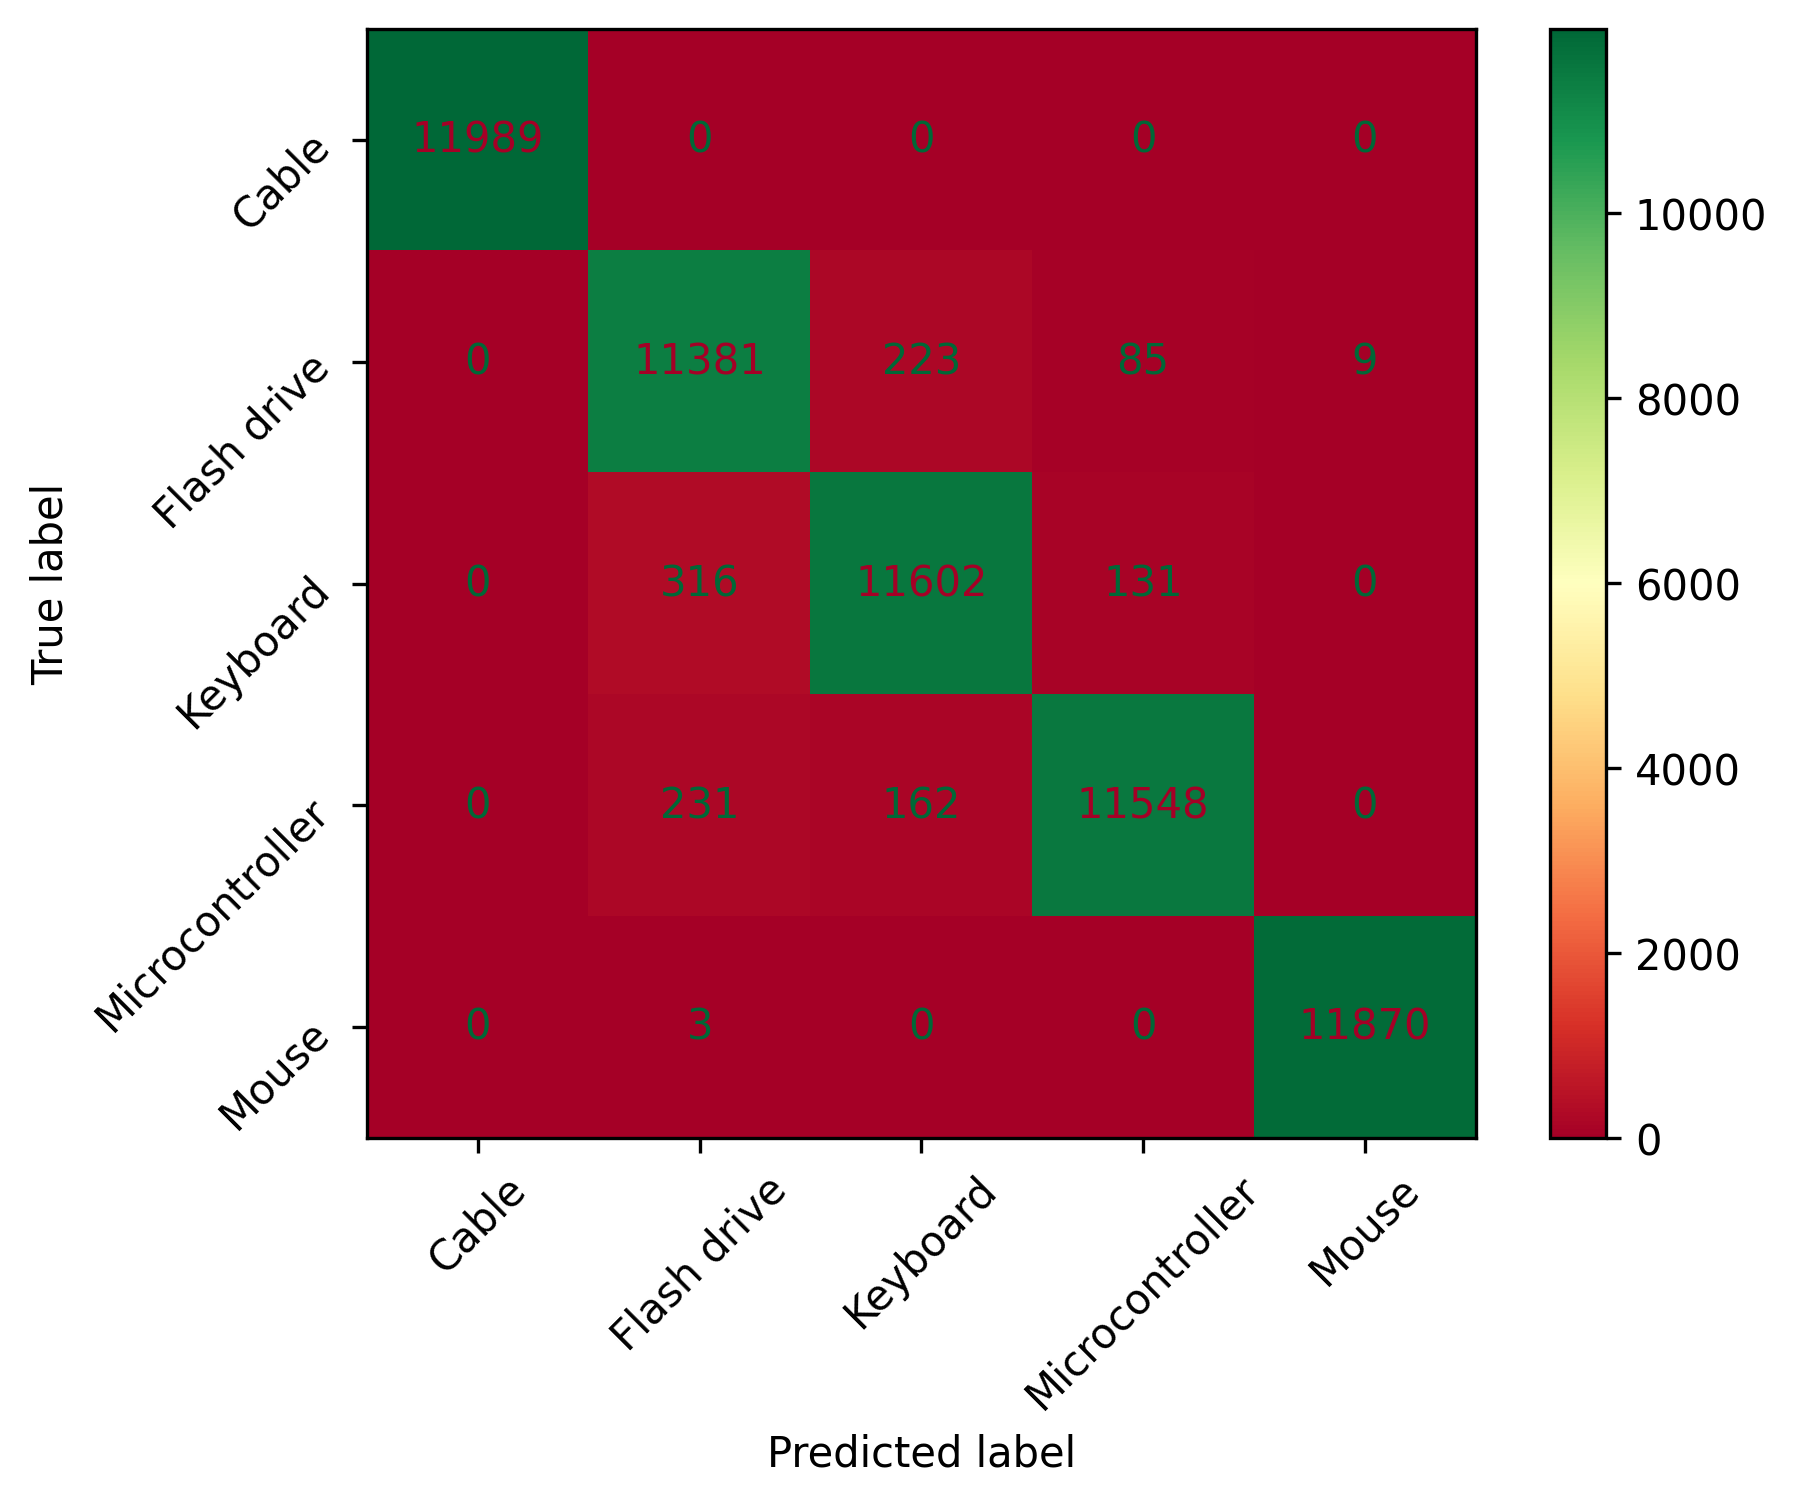 True label
Cable
11989 0 0 0 0
Flash drive
0 11381 223 85 9
Keyboard
0 316 11602 131 0
Microcontroller
0 231 162 11548 0
Mouse
0 3 0 0 11870
Cable
Flash drive
Keyboard
Microcontroller
Mouse
Predicted label
10000
8000
6000
4000
2000
0